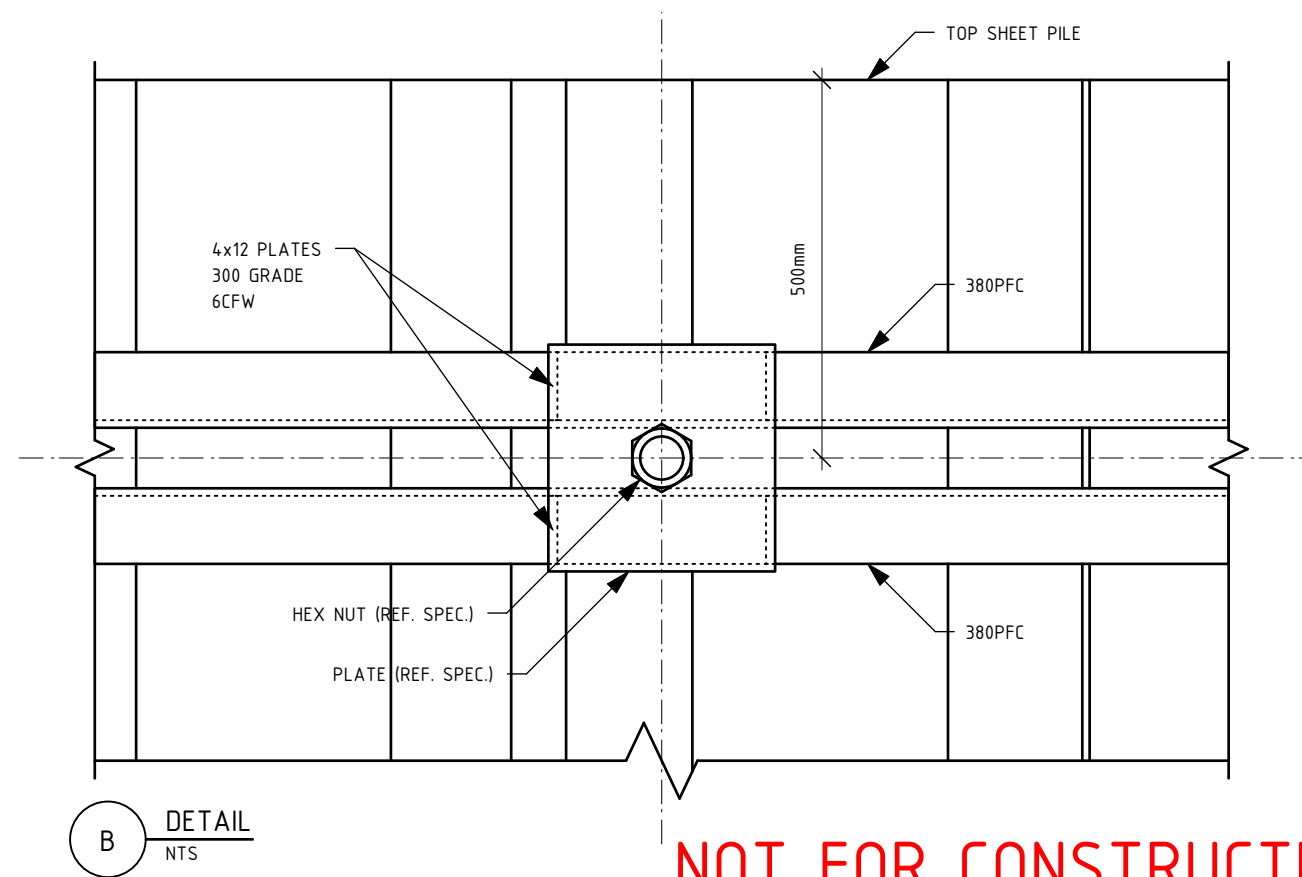 TOP SHEET PILE
4x12 PLATES
300 GRADE
6CFW
500mm
380PFC
HEX NUT (REF. SPEC.)
380PFC
PLATE (REF. SPEC.)
B
DETAIL
NTS
NOT FOR CONSTRUCTI